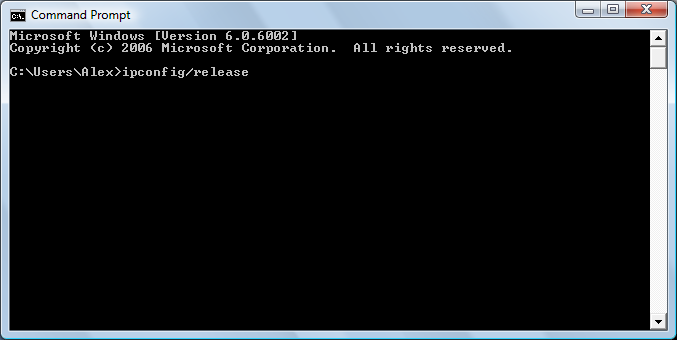 Command Prompt
Microsoft Windows [Version 6.0.6002]
Copyright (c) 2006 Microsoft Corporation.  All rights reserved.
C:\Users\Alex>ipconfig/release